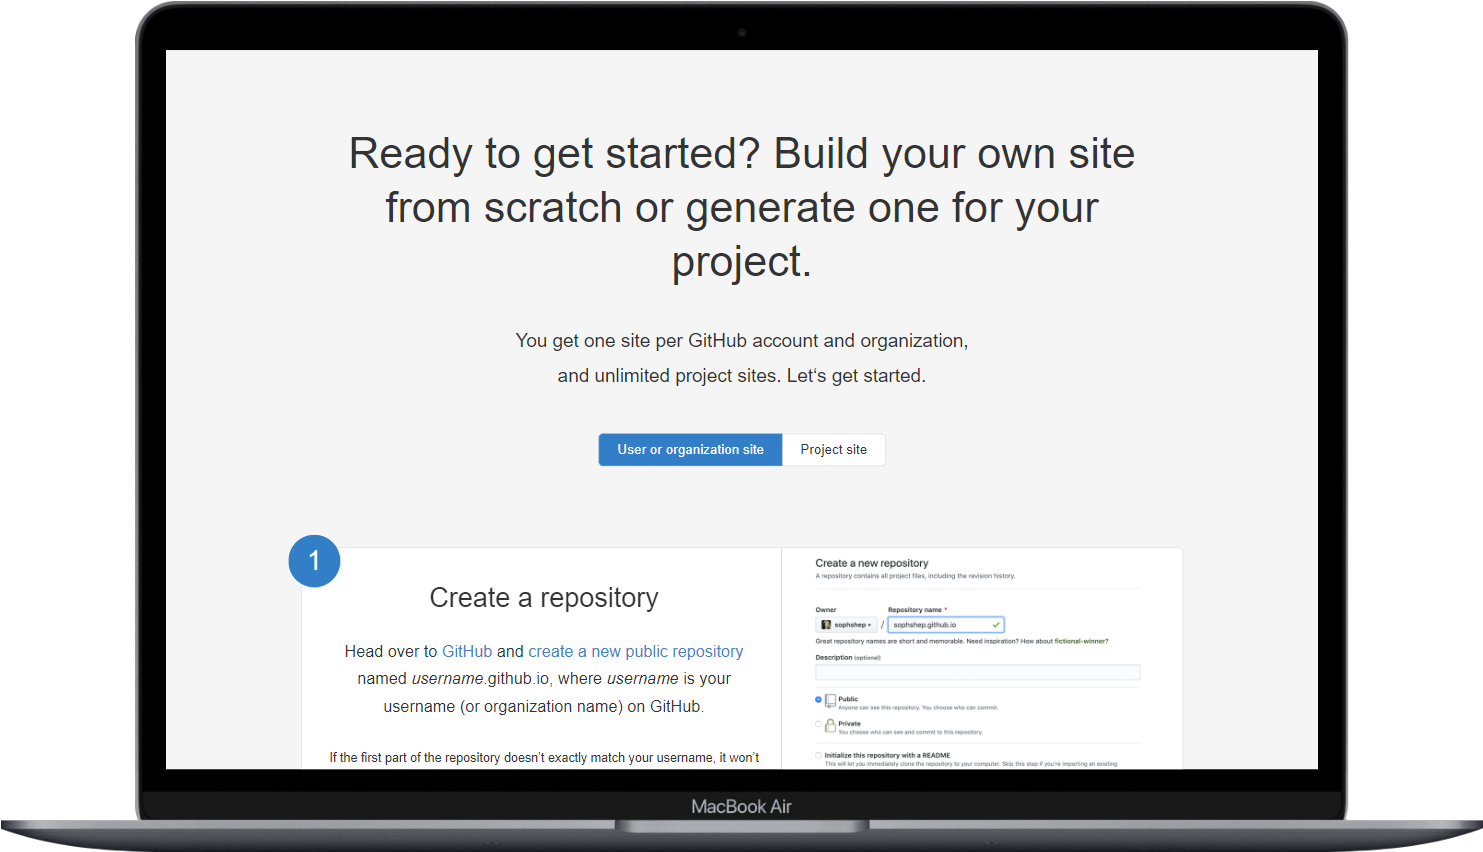 Ready to get started? Build your own site
from scratch or generate one for your
project.
You get one site per GitHub account and organization,
and unlimited project sites. Let‘s get started.
User or organization site
Project site
1
Create a repository
Head over to GitHub and create a new public repository
named username.github.io, where username is your
username (or organization name) on GitHub.
If the first part of the repository doesn’t exactly match your username, it won’t
Create a new repository
A repository contains all project files, including the revision history.
Owner
Repository name *
sophshep / sophshep.github.io
Great repository names are short and memorable. Need inspiration? How about fictional-winner?
Description (optional)
Public
Anyone can see this repository. You choose who can commit.
Private
You choose who can see and commit to this repository.
Initialize this repository with a README
This will let you immediately clone the repository to your computer. Skip this step if you’re importing an existing
MacBook Air